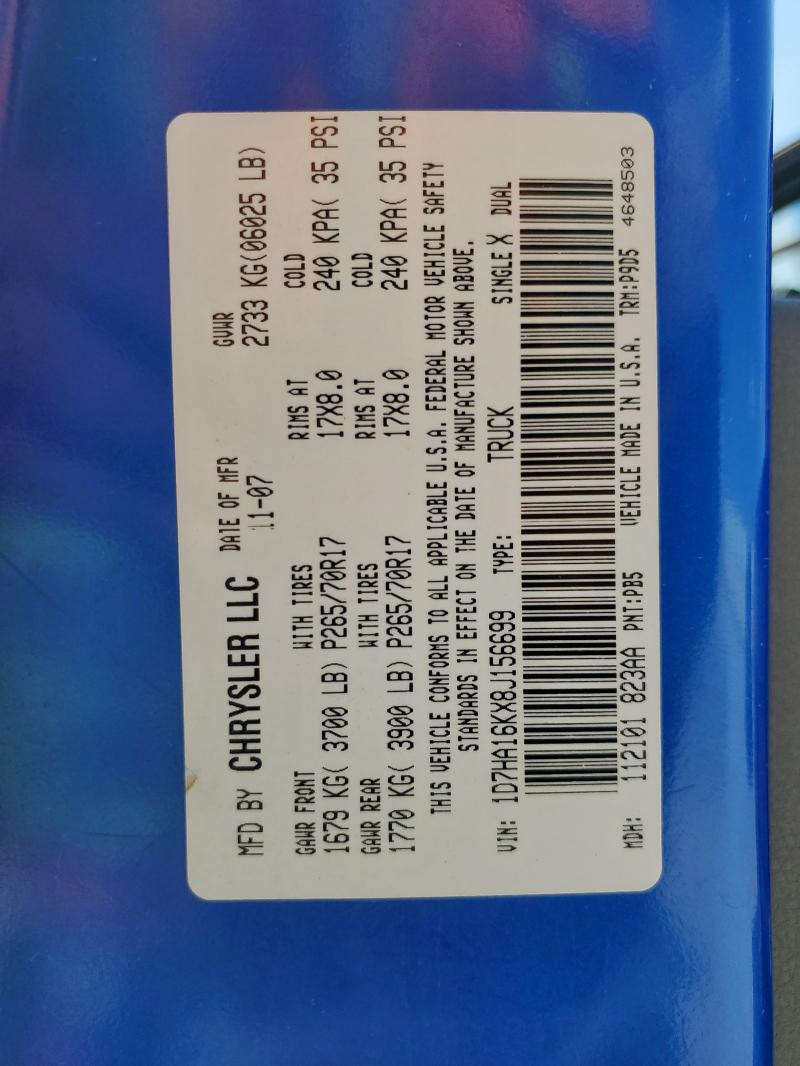 MFD BY CHRYSLER LLC DATE OF MFR GVWR
11-07 2733 KG(06025 LB)
GAWR FRONT WITH TIRES RIMS AT COLD
1679 KG( 3700 LB) P265/70R17 17X8.0 240 KPA( 35 PSI
GAWR REAR WITH TIRES RIMS AT COLD
1770 KG( 3900 LB) P265/70R17 17X8.0 240 KPA( 35 PSI
THIS VEHICLE CONFORMS TO ALL APPLICABLE U.S.A. FEDERAL MOTOR VEHICLE SAFETY
STANDARDS IN EFFECT ON THE DATE OF MANUFACTURE SHOWN ABOVE.
VIN: 1D7HA16KX8J156699 TYPE: TRUCK SINGLE X DUAL
MDH: 112101 823AA PNT:PB5 VEHICLE MADE IN U.S.A. TRM:P9D5 4648503